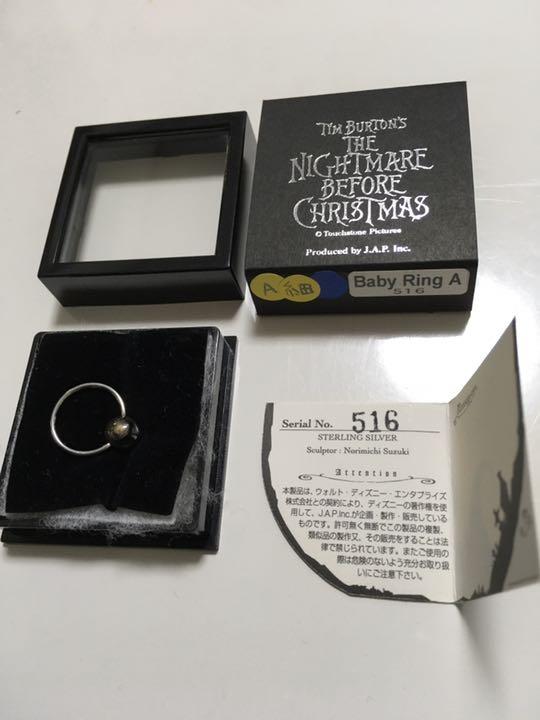 TIM BURTON'S
THE
NIGHTMARE
BEFORE
CHRISTMAS
© Touchstone Pictures
Produced by J.A.P. Inc.
A
Baby Ring A
516
Serial No. 516
STERLING SILVER
Sculptor : Norimichi Suzuki
Attention
本製品は、ウォルト・ディズニー・エンタプライズ
株式会社との契約により、ディズニーの著作権を使
用して、J.A.P.Inc.が企画・製作・販売している
ものです。許可無く無断でこの製品の複製、
類似品の製作又、その販売をすることは法
律で禁じられています。またご使用の
際は危険のないよう充分お取り扱
いにご注意下さい。